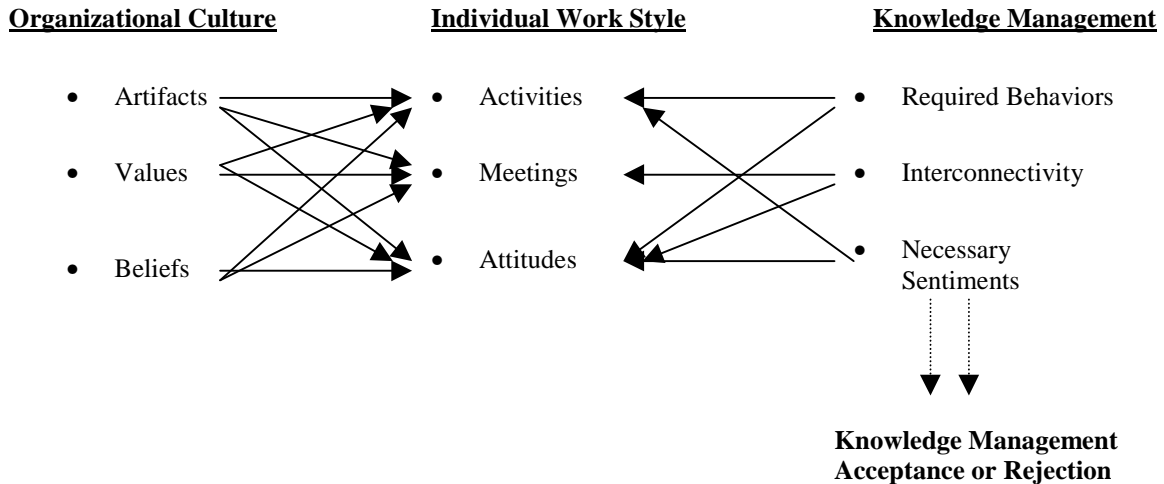 Organizational Culture Individual Work Style Knowledge Management
• Artifacts • Activities • Required Behaviors
• Values • Meetings • Interconnectivity
• Beliefs • Attitudes • Necessary
Sentiments
Knowledge Management
Acceptance or Rejection